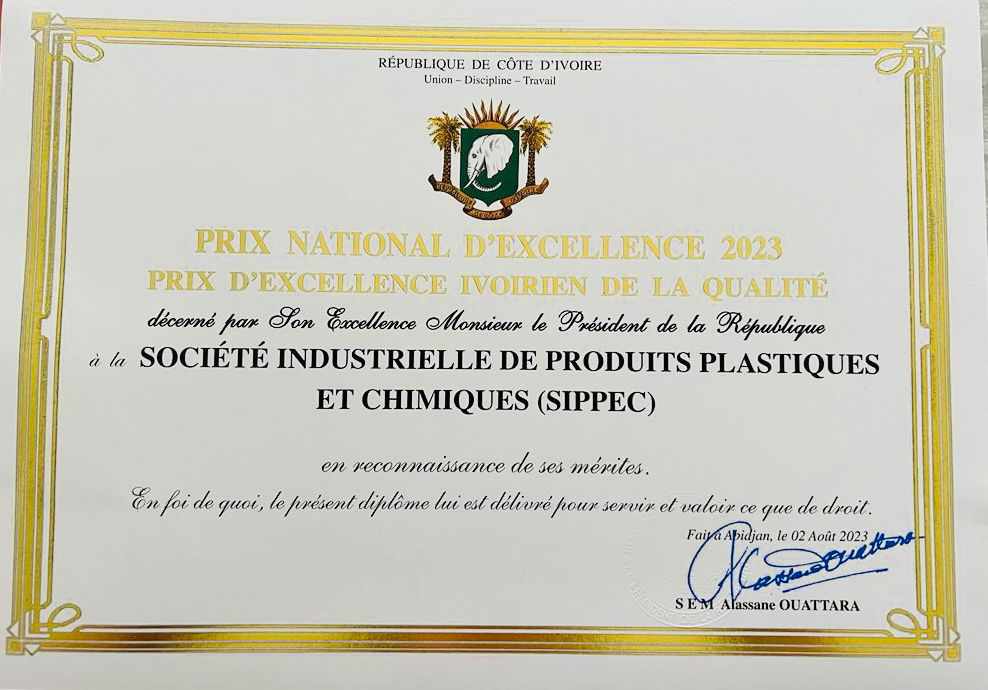 RÉPUBLIQUE DE CÔTE D'IVOIRE
Union – Discipline – Travail
PRIX NATIONAL D'EXCELLENCE 2023
PRIX D'EXCELLENCE IVOIRIEN DE LA QUALITÉ
décerné par Son Excellence Monsieur le Président de la République
à la SOCIÉTÉ INDUSTRIELLE DE PRODUITS PLASTIQUES
ET CHIMIQUES (SIPPEC)
en reconnaissance de ses mérites.
En foi de quoi, le présent diplôme lui est délivré pour servir et valoir ce que de droit.
Fait à Abidjan, le 02 Août 2023
S E M Alassane OUATTARA